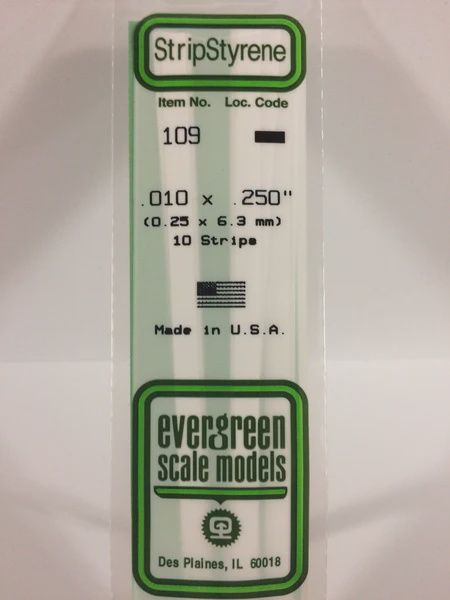 StripStyrene
Item No. Loc. Code
109
.010 x .250"
(0.25 x 6.3 mm)
10 Strips
Made in U.S.A.
evergreen
scale models
Des Plaines, IL 60018